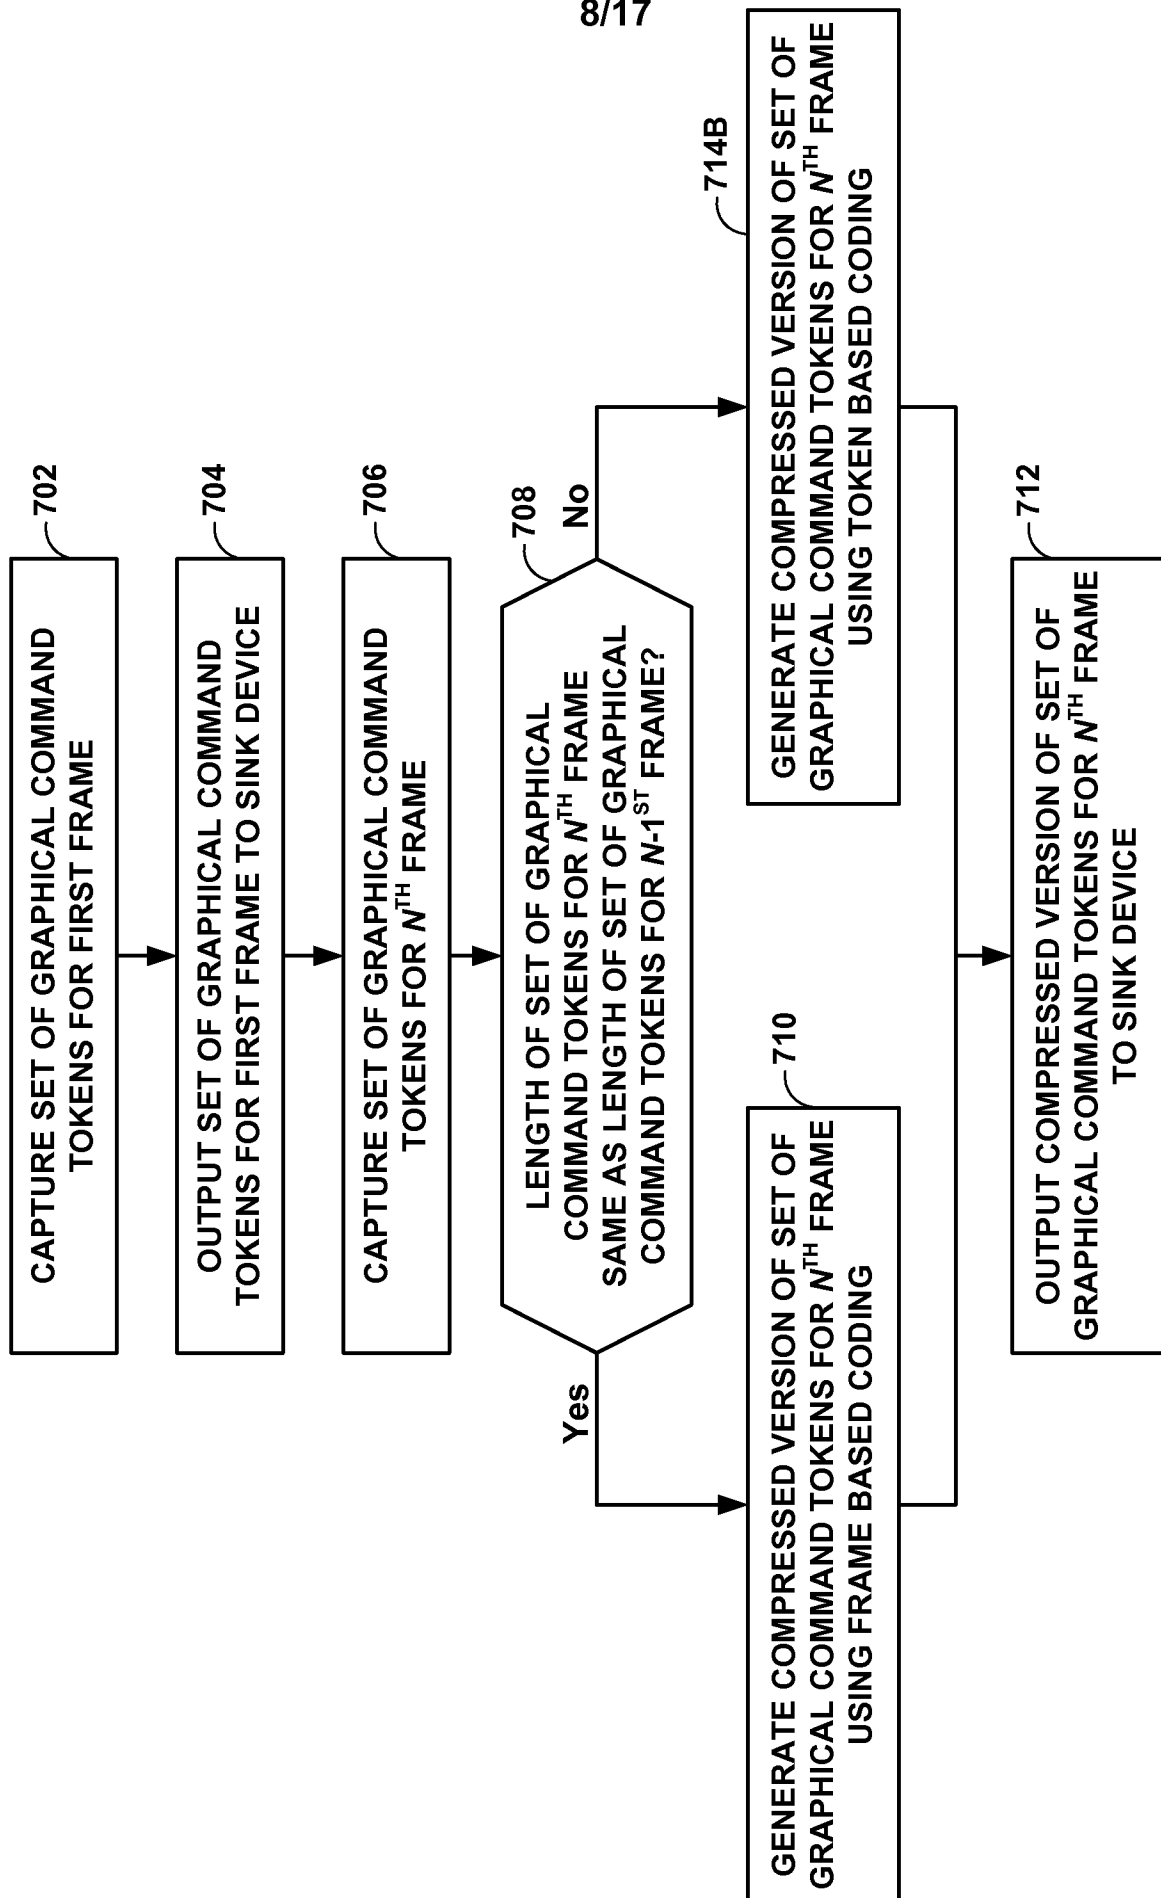 8/17
CAPTURE SET OF GRAPHICAL COMMAND
TOKENS FOR FIRST FRAME
702
OUTPUT SET OF GRAPHICAL COMMAND
TOKENS FOR FIRST FRAME TO SINK DEVICE
704
CAPTURE SET OF GRAPHICAL COMMAND
TOKENS FOR NTH FRAME
706
LENGTH OF SET OF GRAPHICAL
COMMAND TOKENS FOR NTH FRAME
SAME AS LENGTH OF SET OF GRAPHICAL
COMMAND TOKENS FOR N-1ST FRAME?
708
Yes
No
GENERATE COMPRESSED VERSION OF SET OF
GRAPHICAL COMMAND TOKENS FOR NTH FRAME
USING FRAME BASED CODING
710
GENERATE COMPRESSED VERSION OF SET OF
GRAPHICAL COMMAND TOKENS FOR NTH FRAME
USING TOKEN BASED CODING
714B
OUTPUT COMPRESSED VERSION OF SET OF
GRAPHICAL COMMAND TOKENS FOR NTH FRAME
TO SINK DEVICE
712